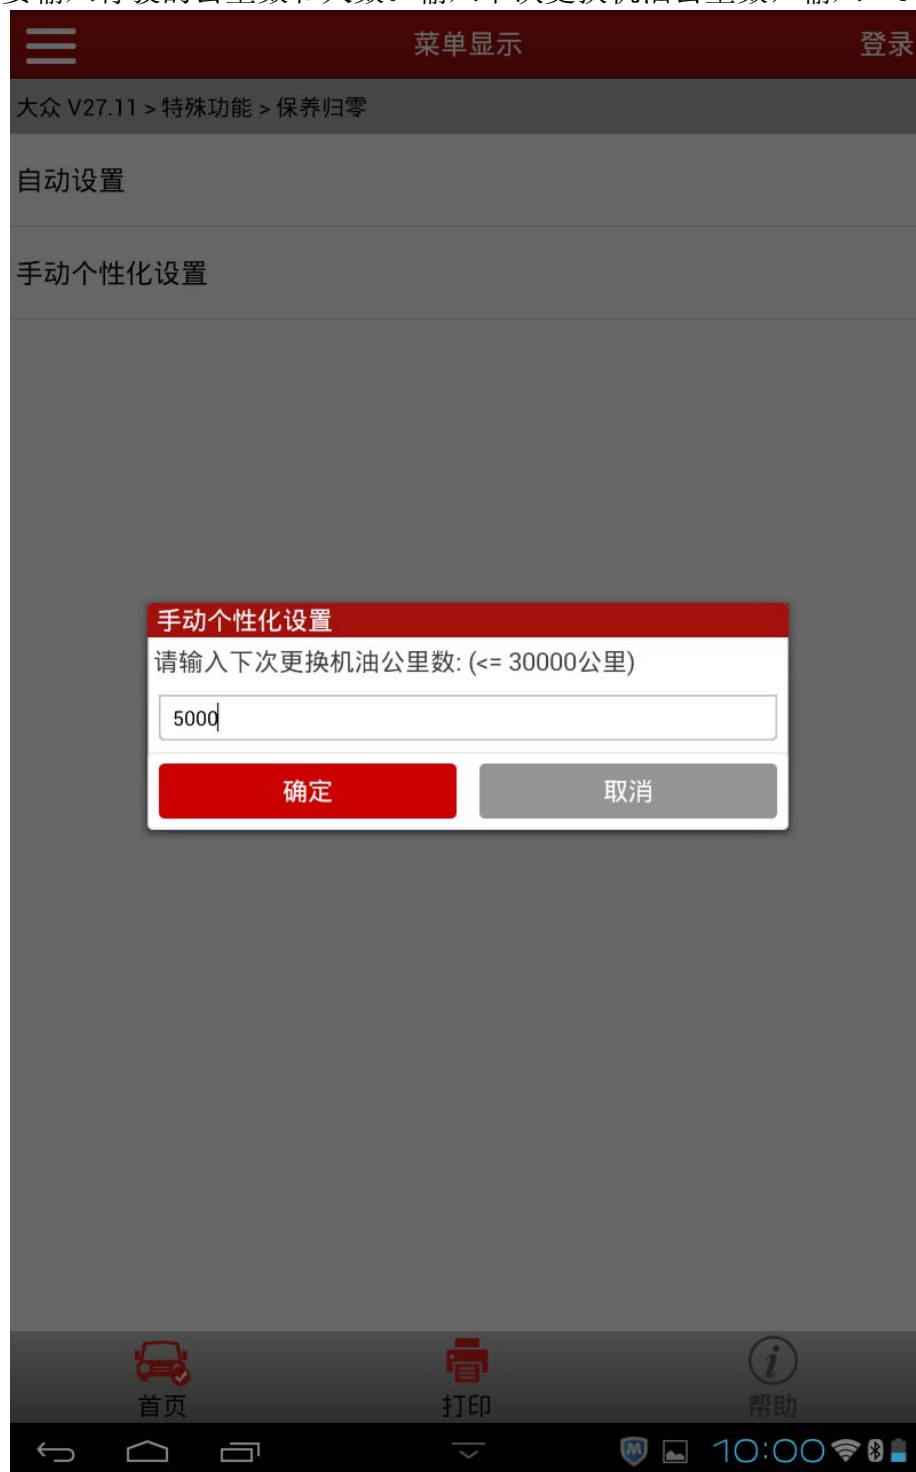 菜单显示
登录
大众 V27.11 > 特殊功能 > 保养归零
自动设置
手动个性化设置
手动个性化设置
请输入下次更换机油公里数: (<= 30000公里)
5000
确定
取消
首页
打印
帮助
10:00